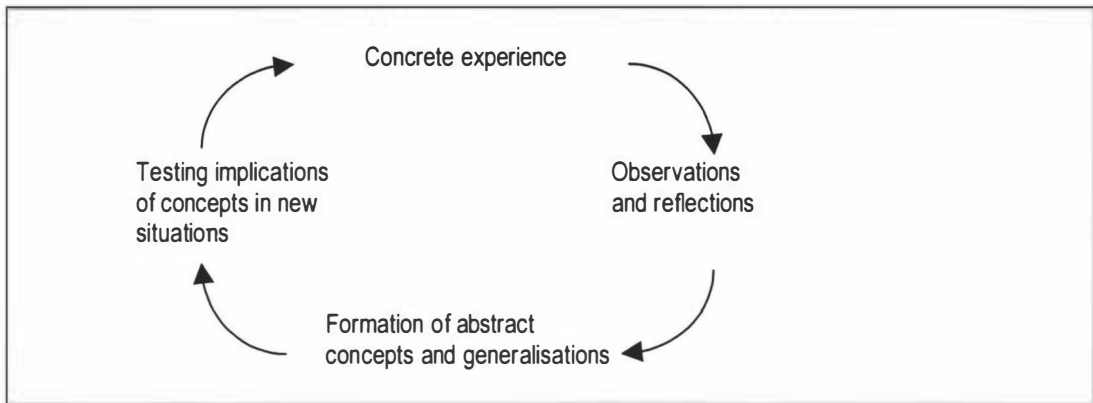 Concrete experience
Observations
and reflections
Formation of abstract
concepts and generalisations
Testing implications
of concepts in new
situations